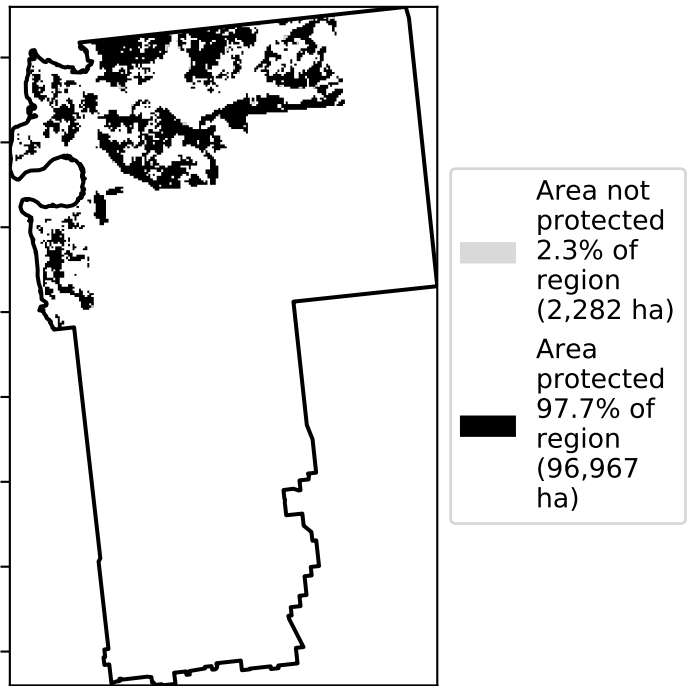 Area not
protected
2.3% of
region
(2,282 ha)
Area
protected
97.7% of
region
(96,967
ha)